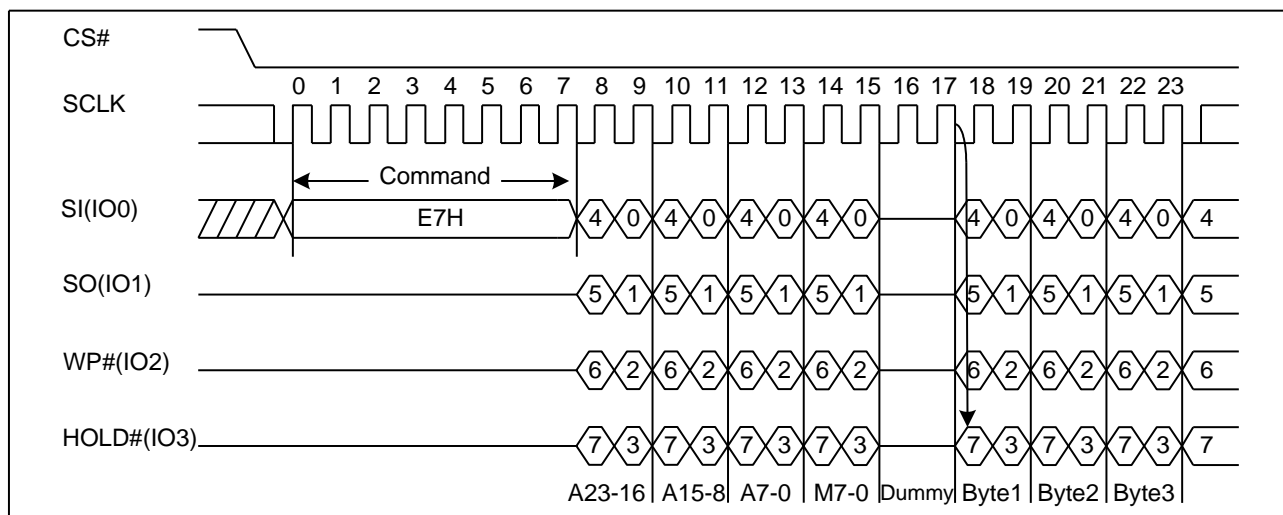 CS#
0 1 2 3 4 5 6 7 8 9 10 11 12 13 14 15 16 17 18 19 20 21 22 23
SCLK
Command
SI(IO0) E7H 4 0 4 0 4 0 4 0 4 0 4 0 4 0 4
SO(IO1) 5 1 5 1 5 1 5 1 5 1 5 1 5 1 5
WP#(IO2) 6 2 6 2 6 2 6 2 6 2 6 2 6 2 6
HOLD#(IO3) 7 3 7 3 7 3 7 3 7 3 7 3 7 3 7
A23-16 A15-8 A7-0 M7-0 Dummy Byte1 Byte2 Byte3